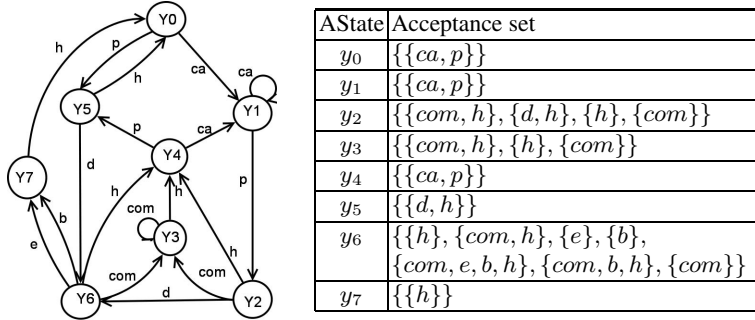 Y0
h
p
h
ca
ca
Y5
Y1
p
ca
Y4
d
p
Y7
h
h
com
Y3
b
e
h
com
com
Y6
d
Y2
AState Acceptance set
y0 {{ca, p}}
y1 {{ca, p}}
y2 {{com, h}, {d, h}, {h}, {com}}
y3 {{com, h}, {h}, {com}}
y4 {{ca, p}}
y5 {{d, h}}
y6 {{h}, {com, h}, {e}, {b},
{com, e, b, h}, {com, b, h}, {com}}
y7 {{h}}